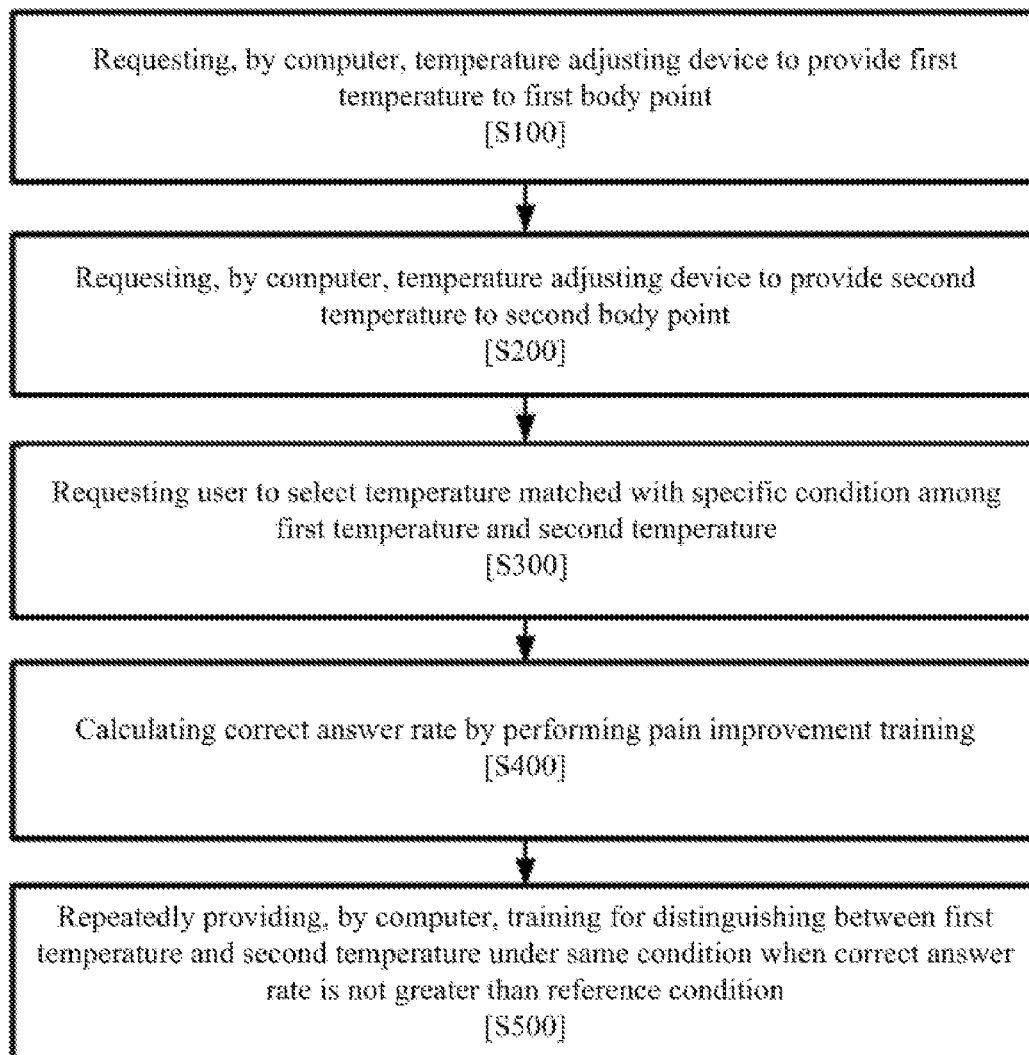 Requesting, by computer, temperature adjusting device to provide first
temperature to first body point
[S100]
Requesting, by computer, temperature adjusting device to provide second
temperature to second body point
[S200]
Requesting user to select temperature matched with specific condition among
first temperature and second temperature
[S300]
Calculating correct answer rate by performing pain improvement training
[S400]
Repeatedly providing, by computer, training for distinguishing between first
temperature and second temperature under same condition when correct answer
rate is not greater than reference condition
[S500]